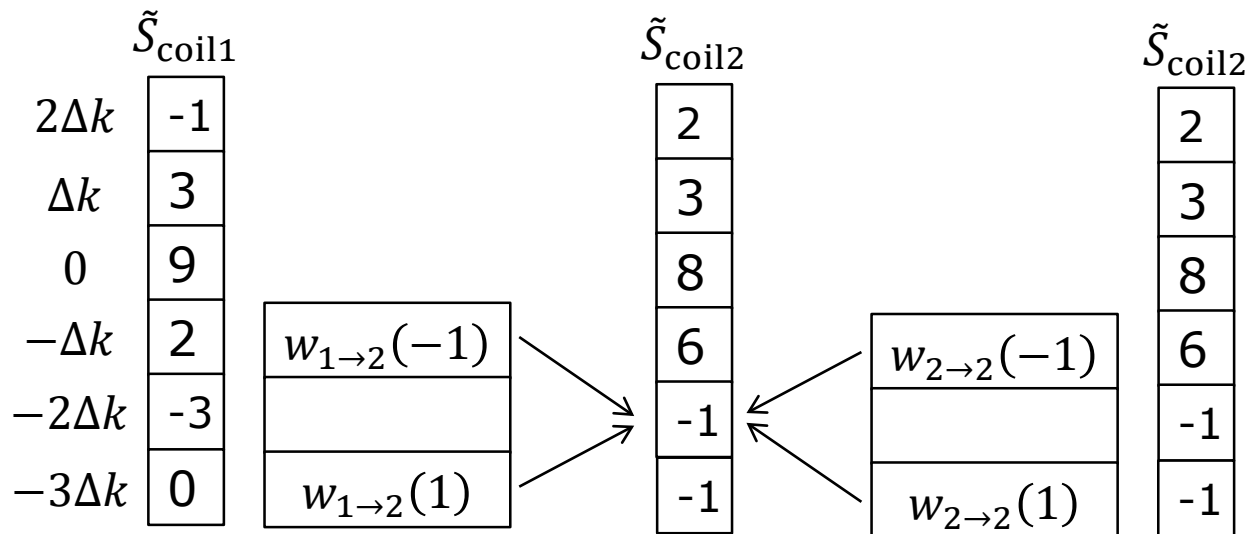 S̃coil1 S̃coil2 S̃coil2
2Δk -1 2 2
Δk 3 3 3
0 9 8 8
−Δk 2 w1→2(−1) 6 w2→2(−1) 6
−2Δk -3 -1 -1
−3Δk 0 w1→2(1) -1 w2→2(1) -1